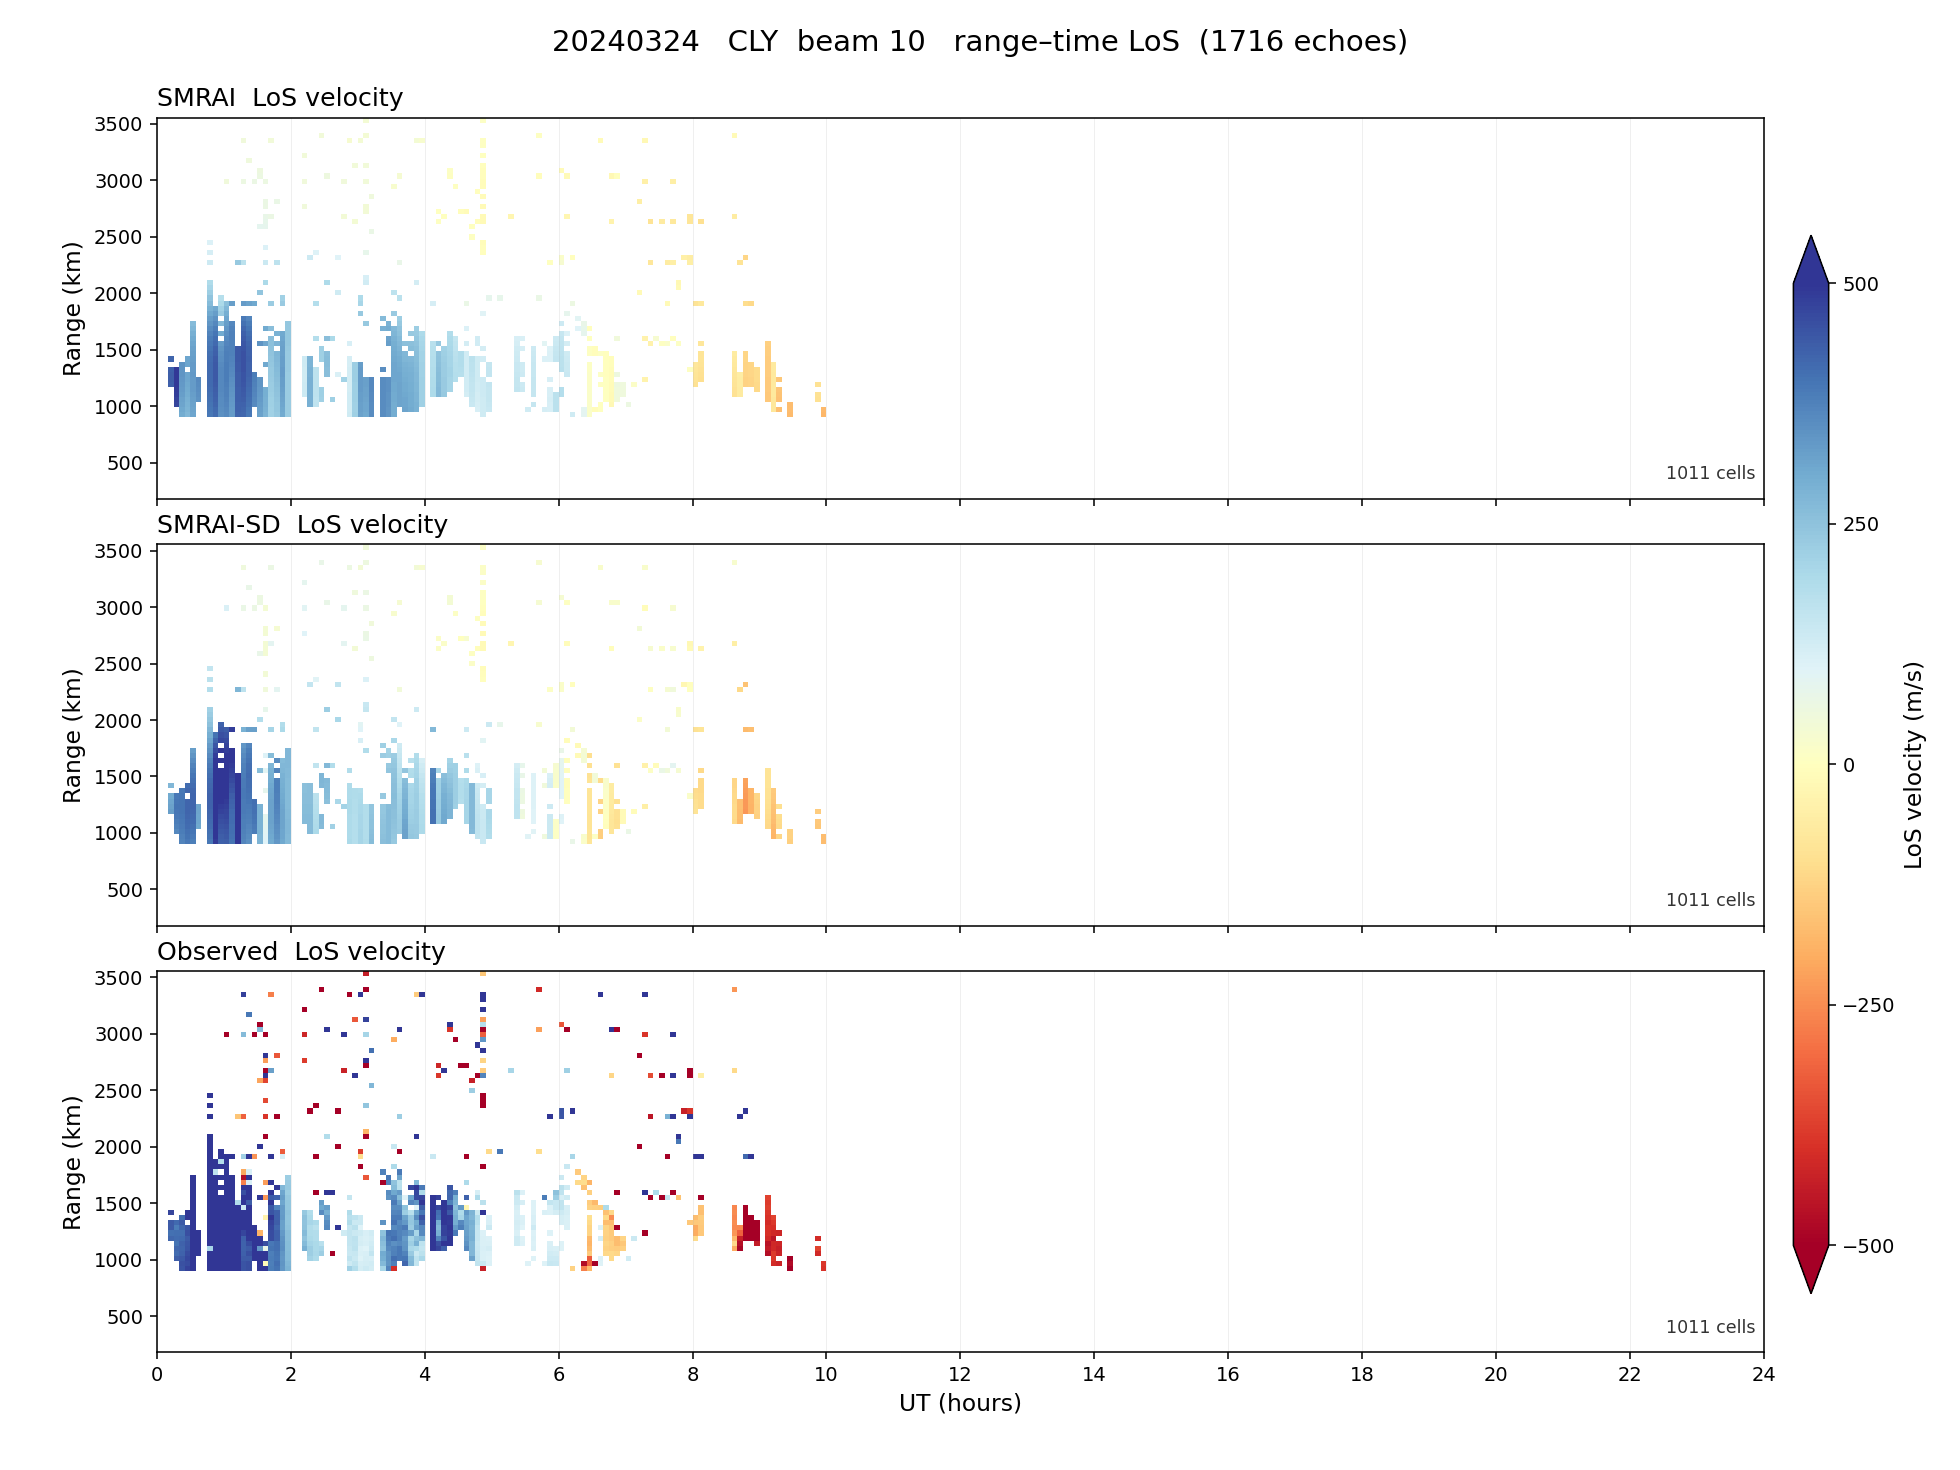 20240324   CLY  beam 10   range–time LoS  (1716 echoes)
SMRAI  LoS velocity
3500
3000
2500
2000
1500
1000
500
Range (km)
1011 cells
SMRAI-SD  LoS velocity
3500
3000
2500
2000
1500
1000
500
Range (km)
1011 cells
Observed  LoS velocity
3500
3000
2500
2000
1500
1000
500
Range (km)
1011 cells
0 2 4 6 8 10 12 14 16 18 20 22 24
UT (hours)
500
250
0
−250
−500
LoS velocity (m/s)